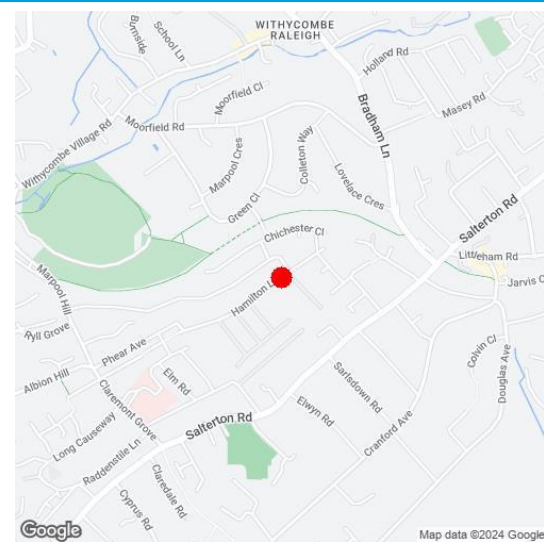 WITHYCOMBE
RALEIGH
Burnside
School Ln
Holland Rd
Moorfield Cl
Bradham Ln
Masey Rd
Withycombe Village Rd
Moorfield Rd
Marpool Cres
Colleton Way
Lovelace Cres
Green Cl
Chichester Cl
Salterton Rd
Littleham Rd
Jarvis C
Marpool Hill
Hamilton L
yll Grove
Phear Ave
Albion Hill
Elm Rd
Claremont Grove
Long Causeway
Raddenstile Ln
Salterton Rd
Sarlsdown Rd
Elwyn Rd
Cranford Ave
Colvin Cl
Douglas Ave
Claredale Rd
Cyprus Rd
Google
Map data ©2024 Google